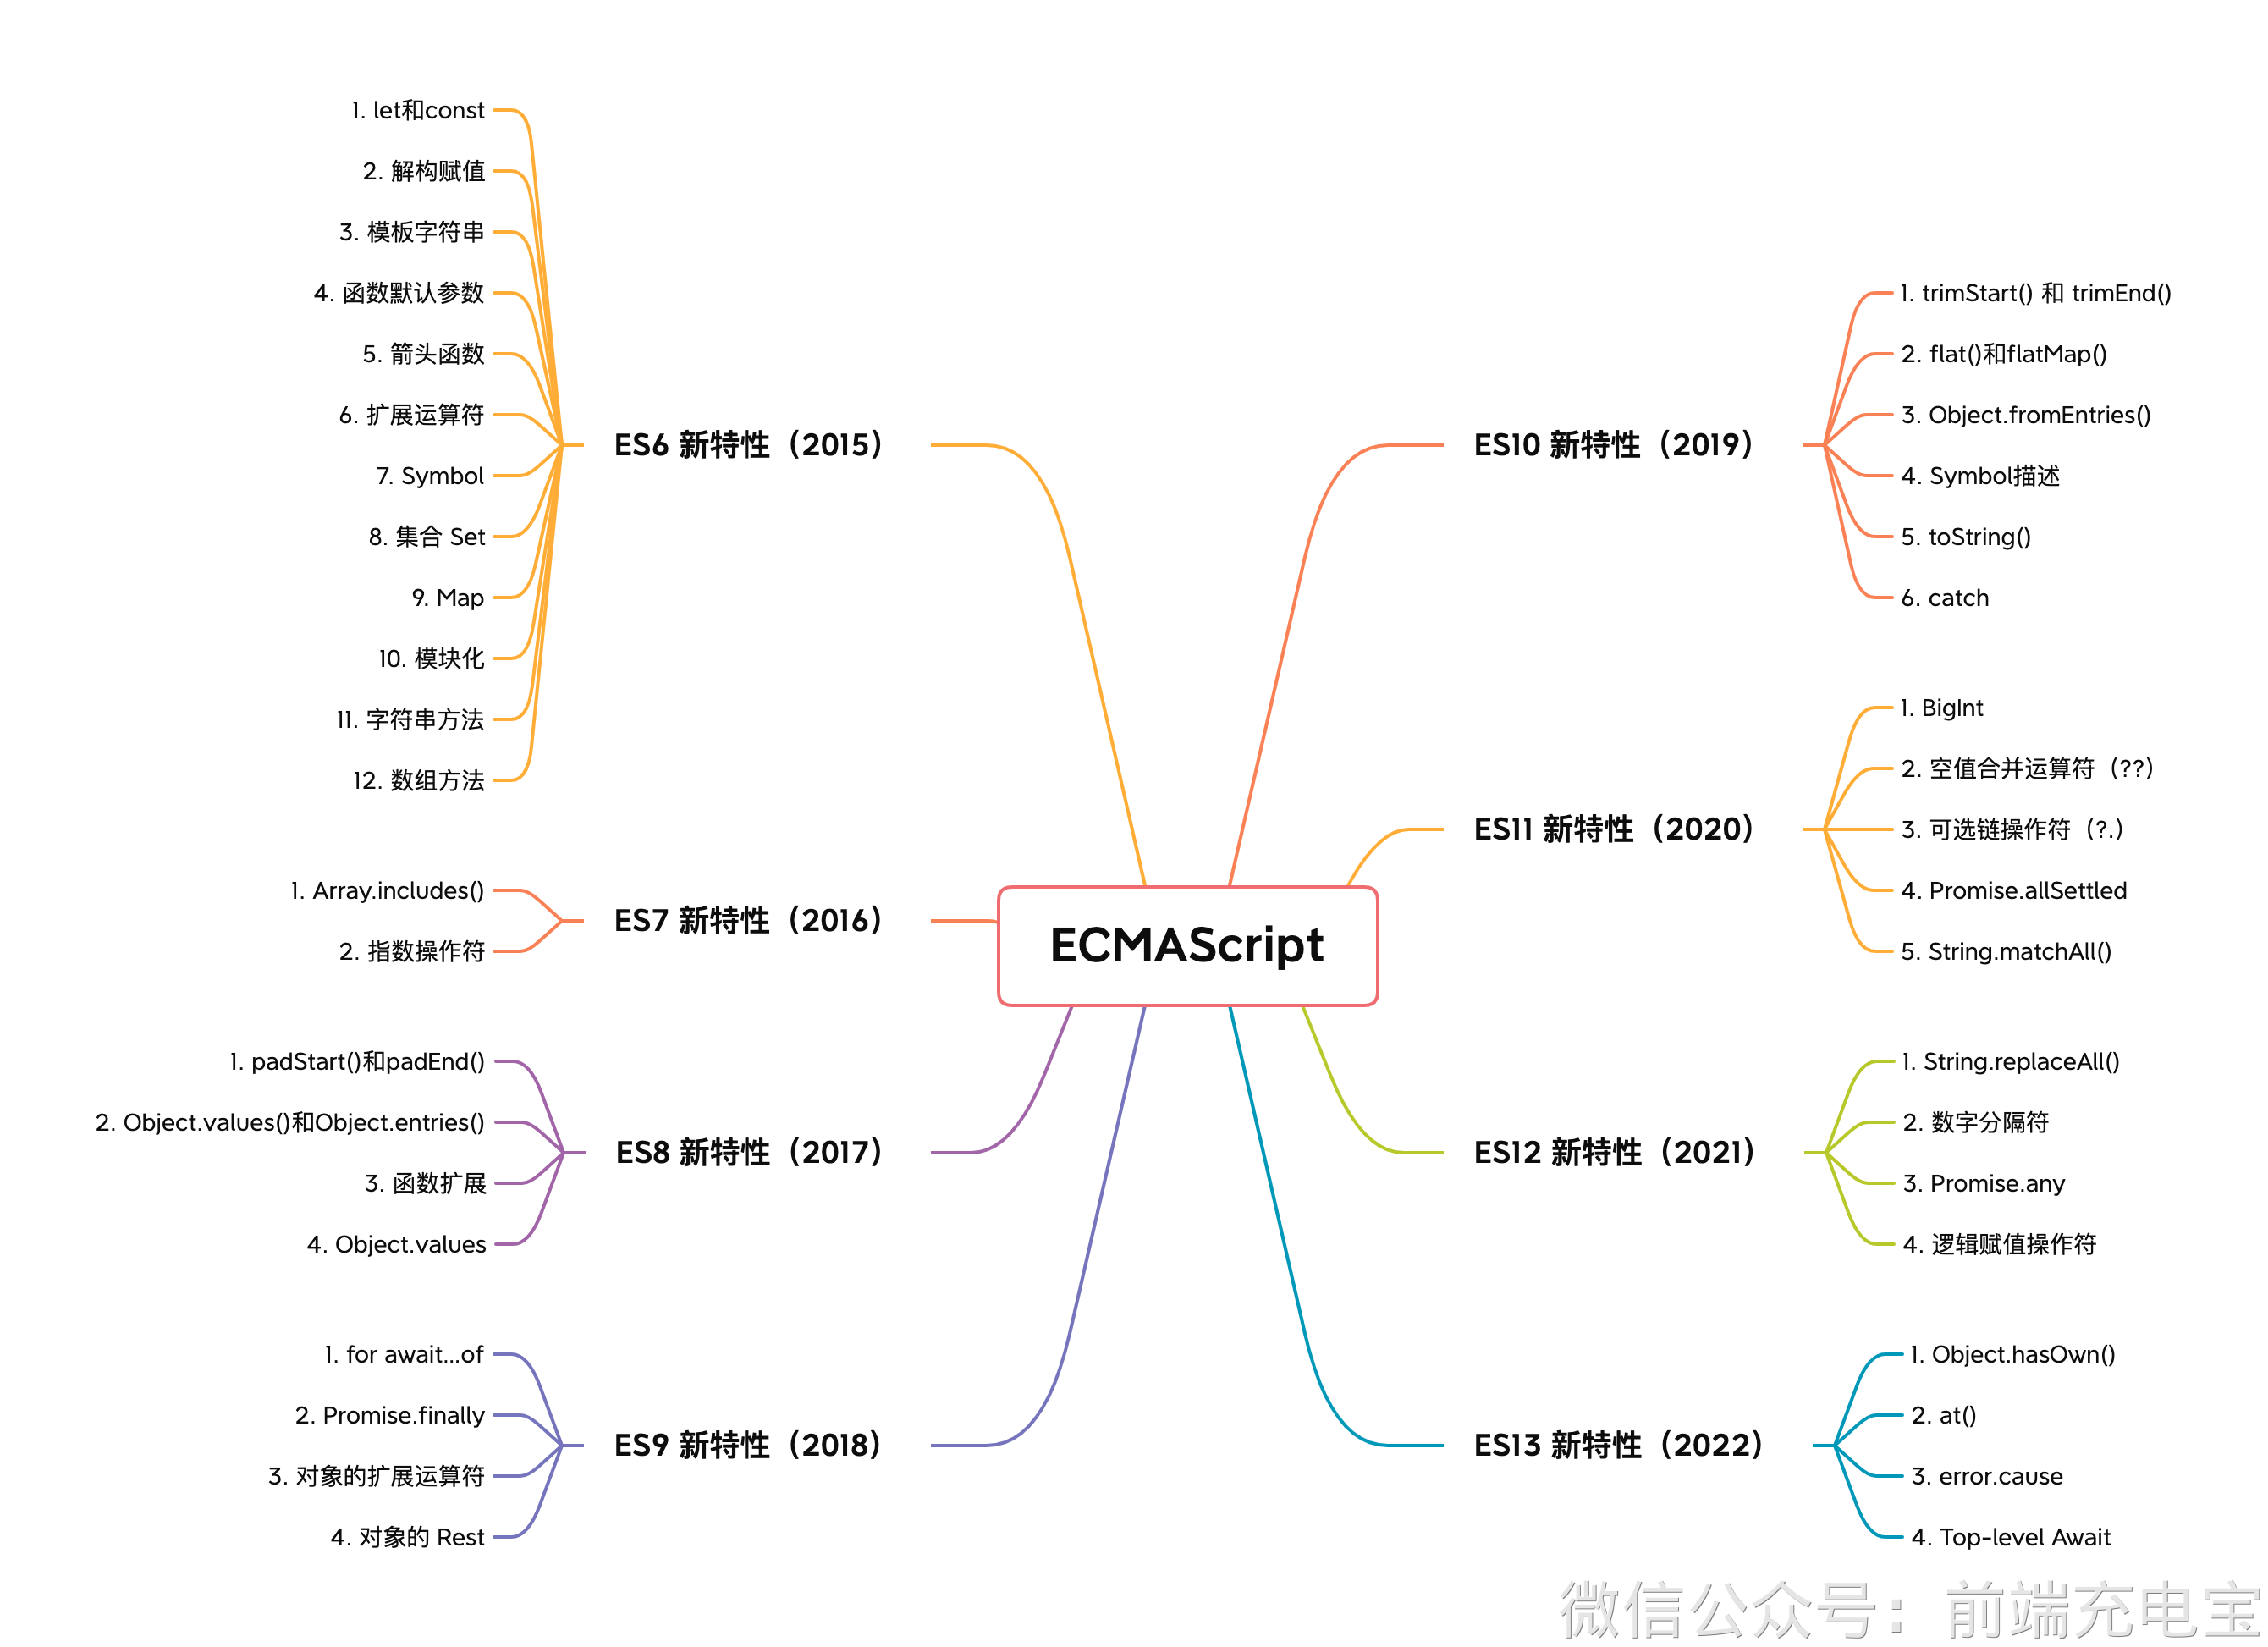 ECMAScript
ES6 新特性（2015）
1. let和const
2. 解构赋值
3. 模板字符串
4. 函数默认参数
5. 箭头函数
6. 扩展运算符
7. Symbol
8. 集合 Set
9. Map
10. 模块化
11. 字符串方法
12. 数组方法
ES7 新特性（2016）
1. Array.includes()
2. 指数操作符
ES8 新特性（2017）
1. padStart()和padEnd()
2. Object.values()和Object.entries()
3. 函数扩展
4. Object.values
ES9 新特性（2018）
1. for await...of
2. Promise.finally
3. 对象的扩展运算符
4. 对象的 Rest
ES10 新特性（2019）
1. trimStart() 和 trimEnd()
2. flat()和flatMap()
3. Object.fromEntries()
4. Symbol描述
5. toString()
6. catch
ES11 新特性（2020）
1. BigInt
2. 空值合并运算符（??）
3. 可选链操作符（?.）
4. Promise.allSettled
5. String.matchAll()
ES12 新特性（2021）
1. String.replaceAll()
2. 数字分隔符
3. Promise.any
4. 逻辑赋值操作符
ES13 新特性（2022）
1. Object.hasOwn()
2. at()
3. error.cause
4. Top-level Await
微信公众号：前端充电宝